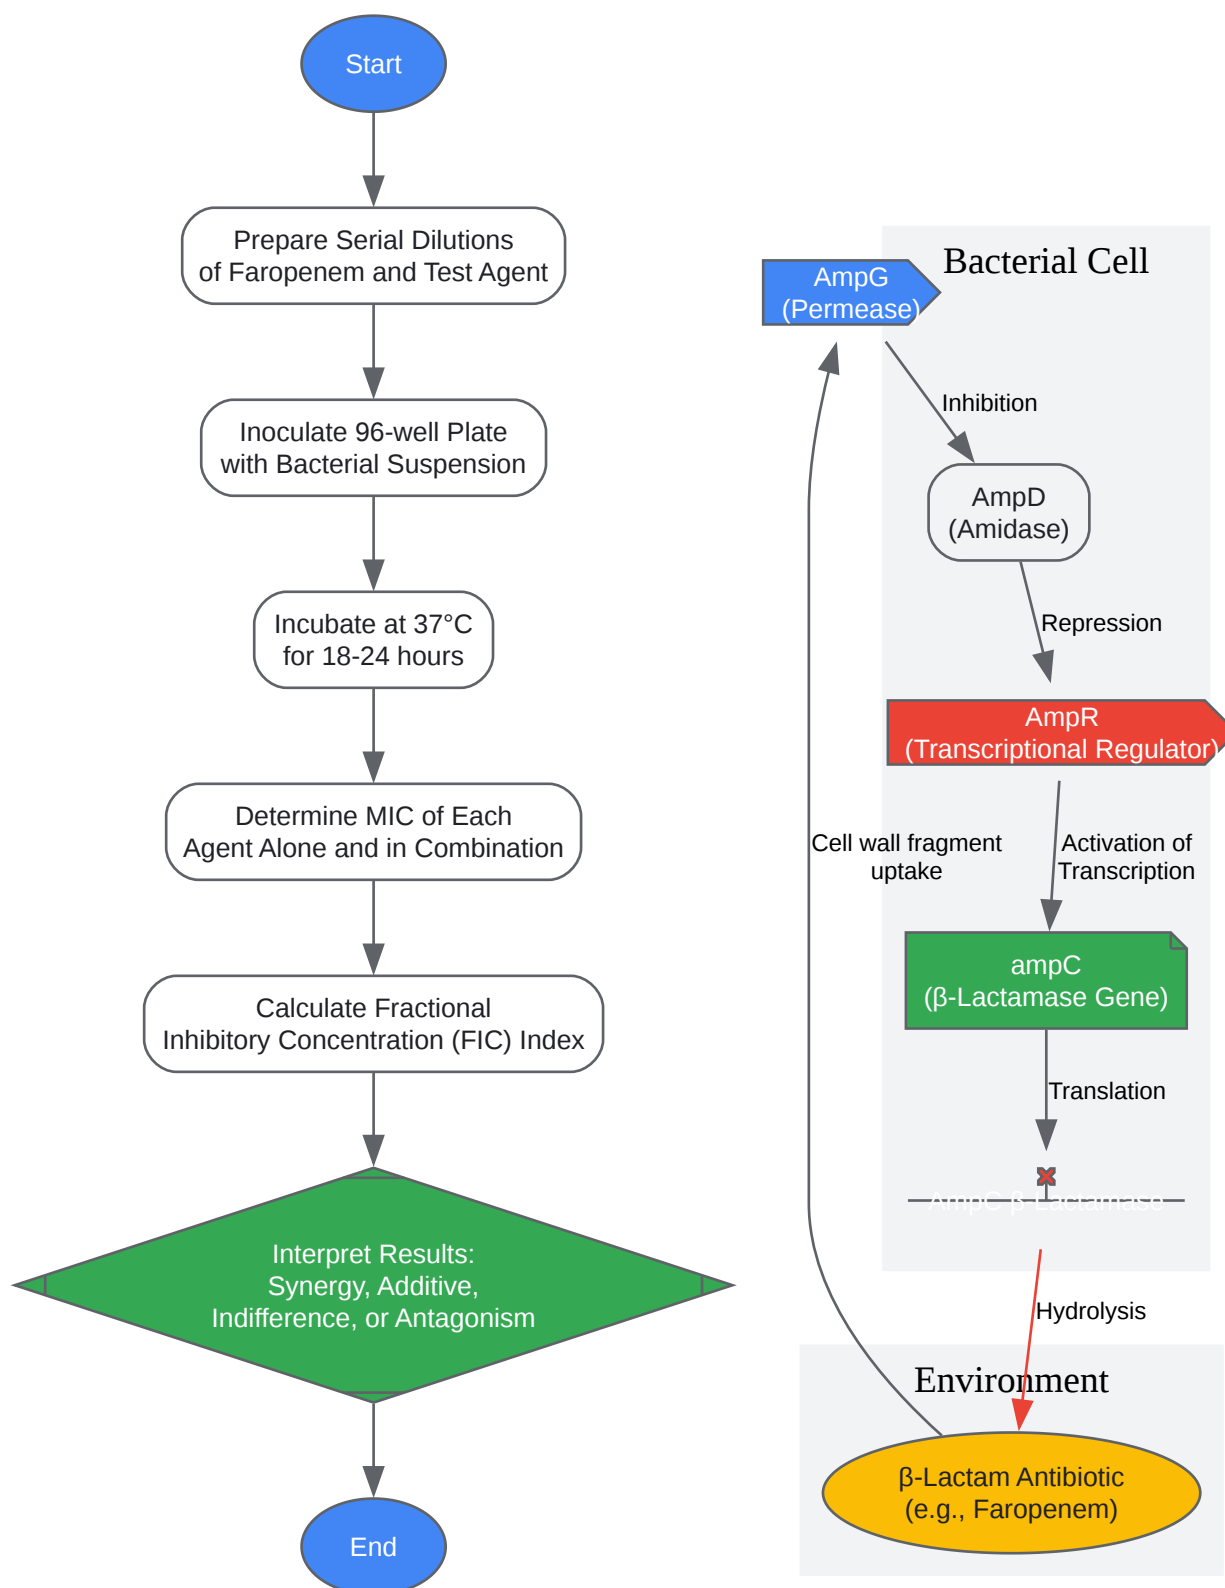 Start
Prepare Serial Dilutions
of Faropenem and Test Agent
Inoculate 96-well Plate
with Bacterial Suspension
Incubate at 37°C
for 18-24 hours
Determine MIC of Each
Agent Alone and in Combination
Calculate Fractional
Inhibitory Concentration (FIC) Index
Interpret Results:
Synergy, Additive,
Indifference, or Antagonism
End
Bacterial Cell
AmpG
(Permease)
Inhibition
AmpD
(Amidase)
Repression
AmpR
(Transcriptional Regulator)
Cell wall fragment
uptake
Activation of
Transcription
ampC
(β-Lactamase Gene)
Translation
AmpC β-Lactamase
Hydrolysis
Environment
β-Lactam Antibiotic
(e.g., Faropenem)